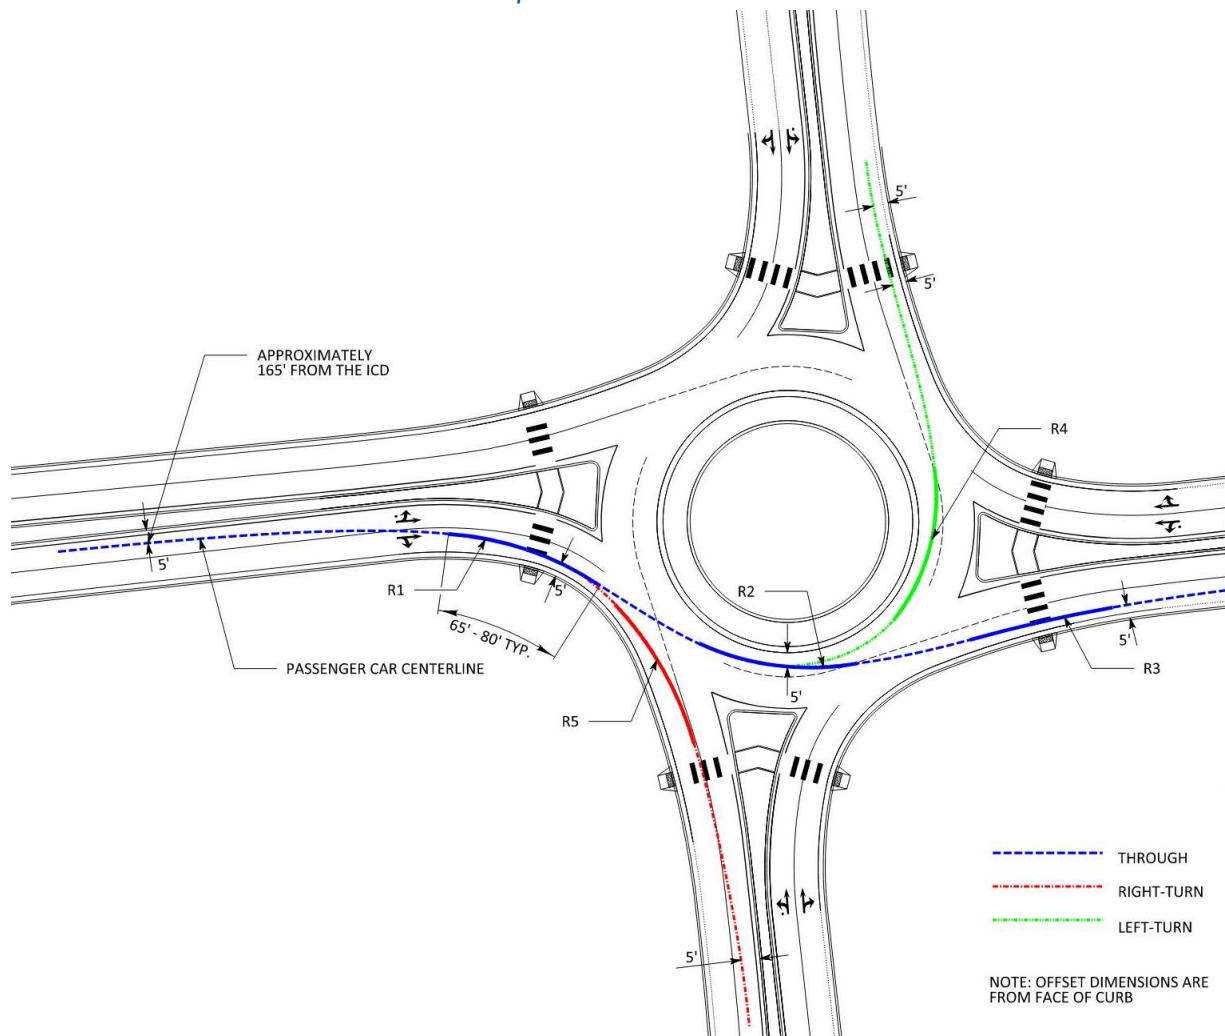 5'
5'
APPROXIMATELY
165' FROM THE ICD
R4
5'
R1
5'
R2
65' - 80' TYP.
PASSENGER CAR CENTERLINE
5'
R3
5'
R5
THROUGH
RIGHT-TURN
LEFT-TURN
5'
NOTE: OFFSET DIMENSIONS ARE
FROM FACE OF CURB